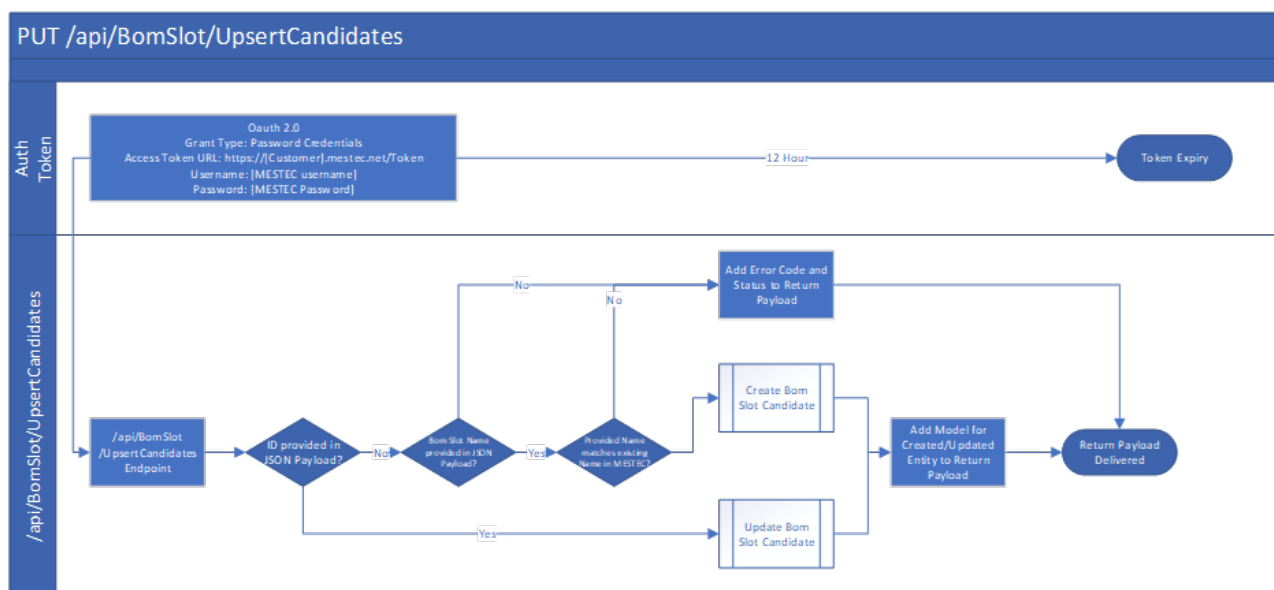 PUT /api/BomSlot/UpsertCandidates
Auth
Token
Oauth 2.0
Grant Type: Password Credentials
Access Token URL: https://[Customer].mestec.net/Token
Username: [MESTEC username]
Password: [MESTEC Password]
12 Hour
Token Expiry
/api/BomSlot/UpsertCandidates
No
No
Add Error Code and
Status to Return
Payload
/api/BomSlot
/UpsertCandidates
Endpoint
ID provided in
JSON Payload?
No
Bom Slot Name
provided in JSON
Payload?
Yes
Provided Name
matches existing
Name in MESTEC?
Create Bom
Slot Candidate
Add Model for
Created/Updated
Entity to Return
Payload
Return Payload
Delivered
Yes
Update Bom
Slot Candidate